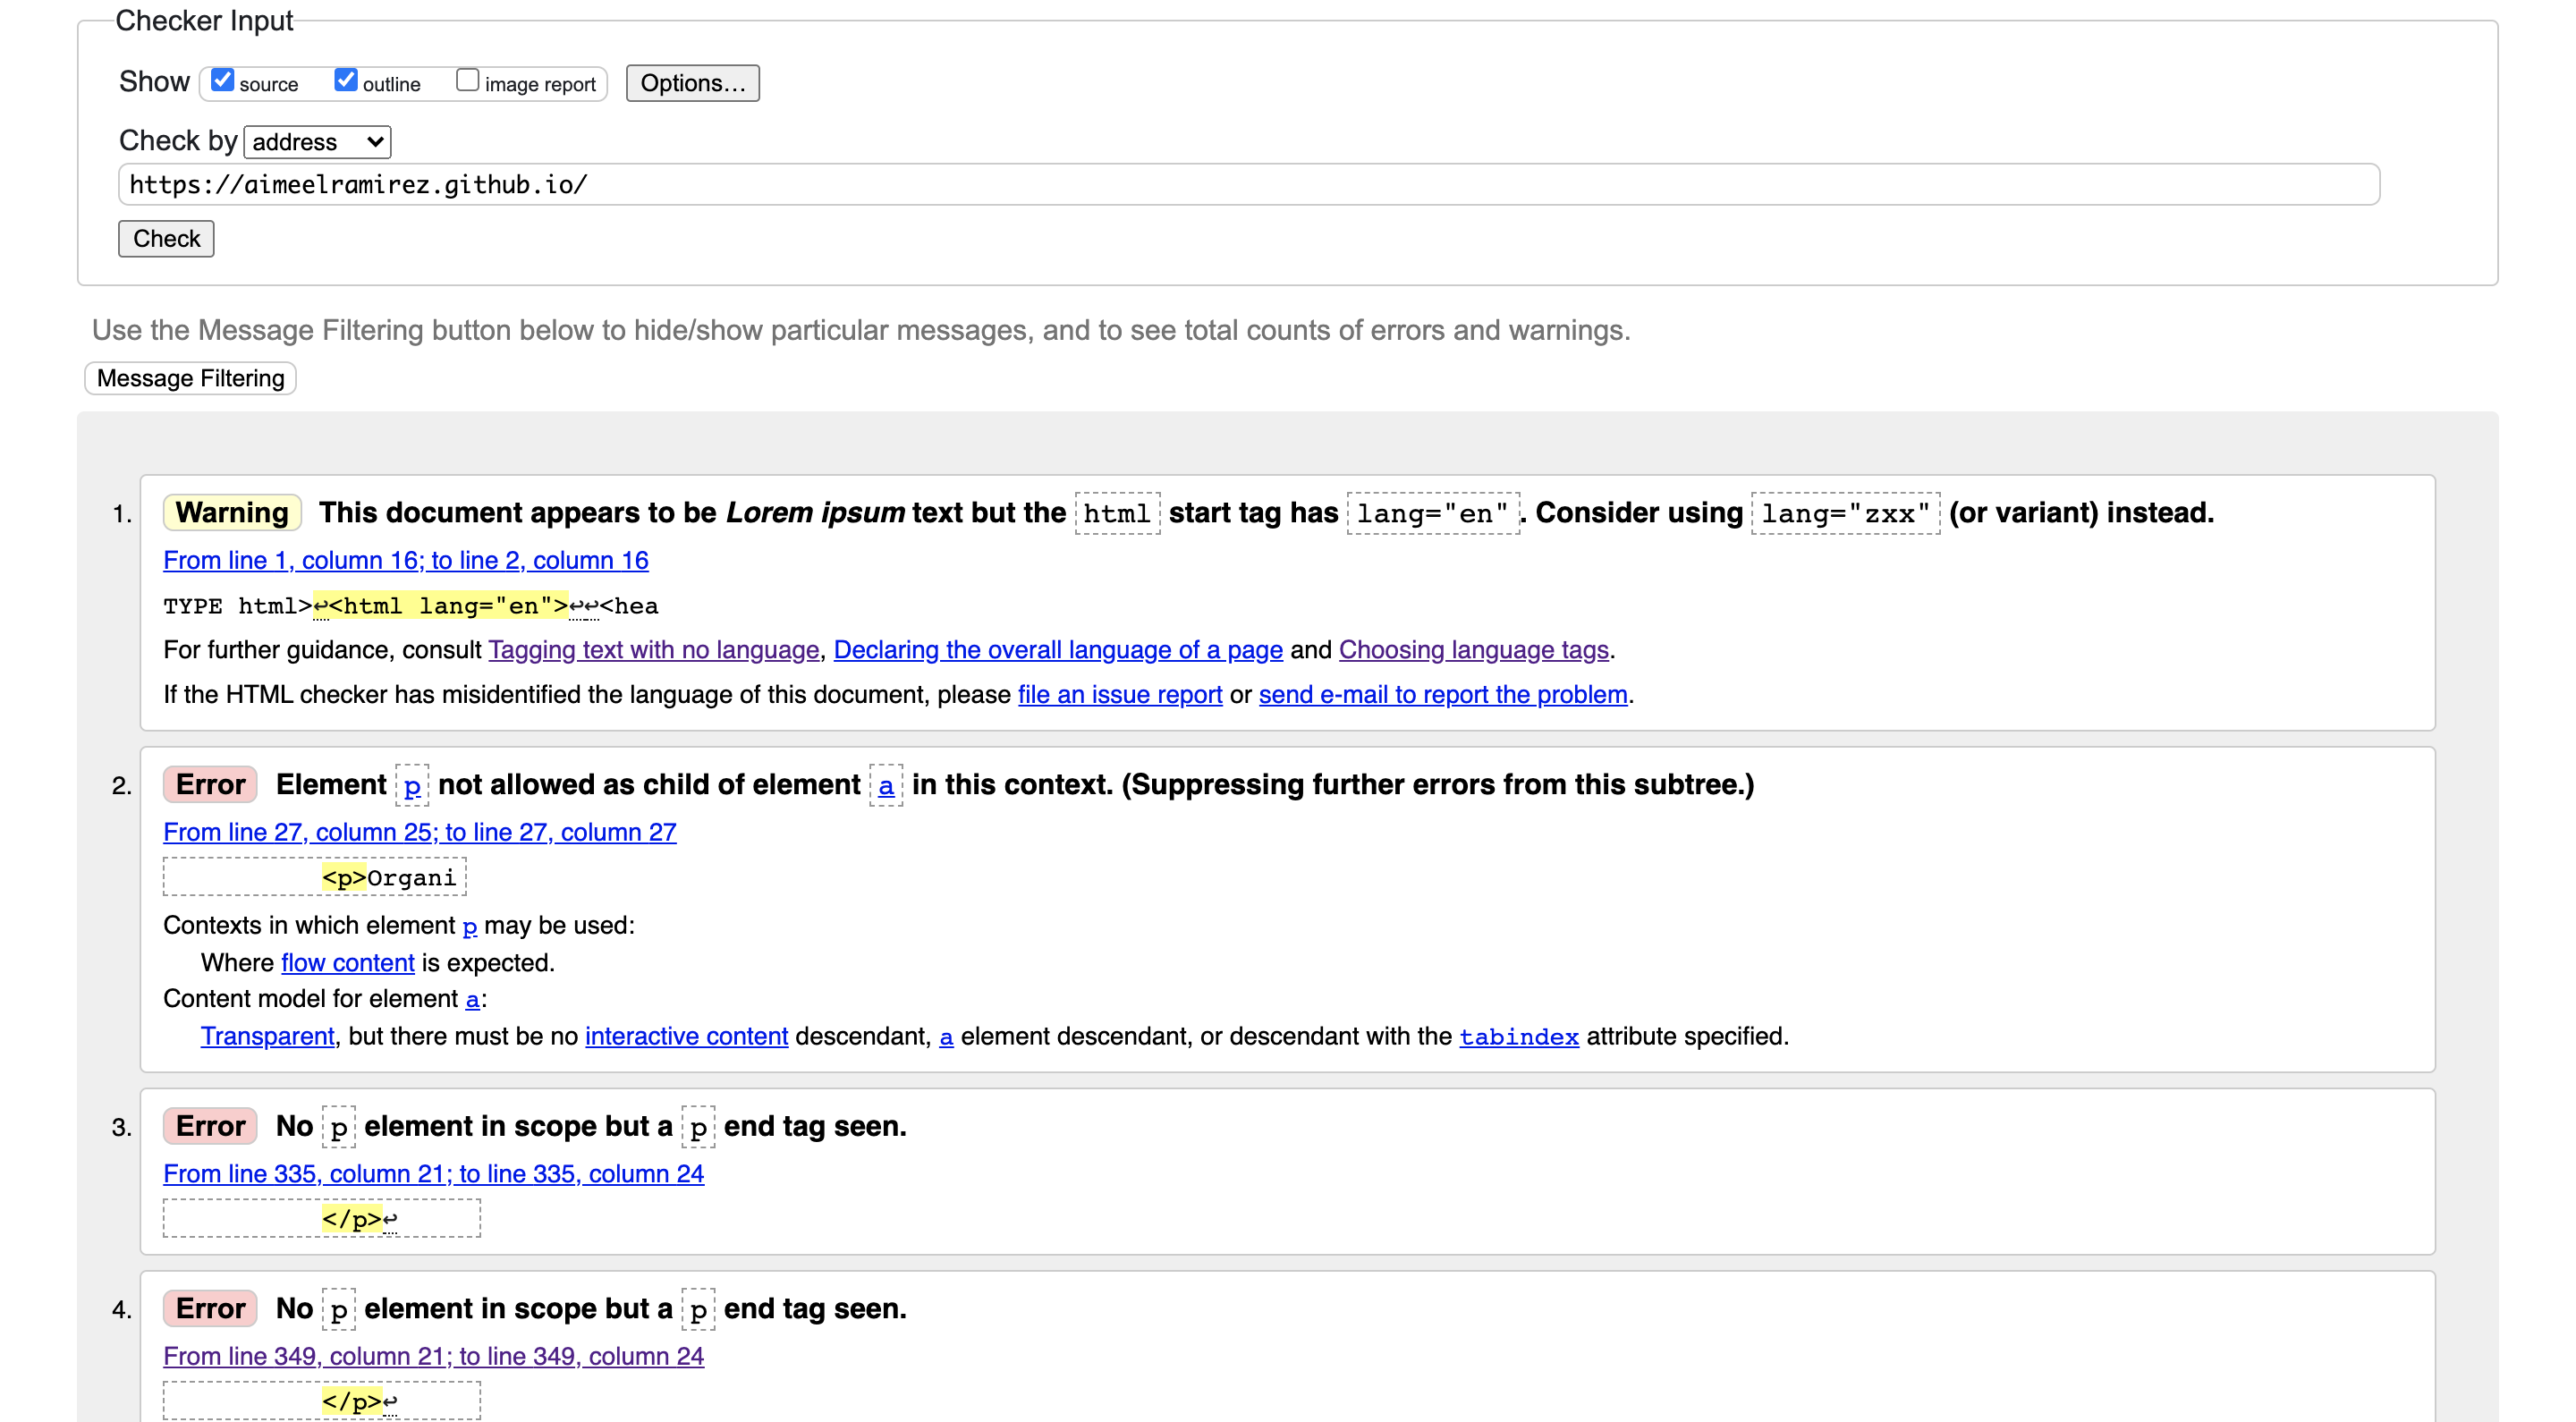 Checker Input
Show source outline image report Options...
Check by address
https://aimeelramirez.github.io/
Check
Use the Message Filtering button below to hide/show particular messages, and to see total counts of errors and warnings.
Message Filtering
1. Warning This document appears to be Lorem ipsum text but the html start tag has lang="en". Consider using lang="zxx" (or variant) instead.
From line 1, column 16; to line 2, column 16
TYPE html>↩<html lang="en">↩↩<hea
For further guidance, consult Tagging text with no language, Declaring the overall language of a page and Choosing language tags.
If the HTML checker has misidentified the language of this document, please file an issue report or send e-mail to report the problem.
2. Error Element p not allowed as child of element a in this context. (Suppressing further errors from this subtree.)
From line 27, column 25; to line 27, column 27
<p>Organi
Contexts in which element p may be used:
Where flow content is expected.
Content model for element a:
Transparent, but there must be no interactive content descendant, a element descendant, or descendant with the tabindex attribute specified.
3. Error No p element in scope but a p end tag seen.
From line 335, column 21; to line 335, column 24
</p>↩
4. Error No p element in scope but a p end tag seen.
From line 349, column 21; to line 349, column 24
</p>↩